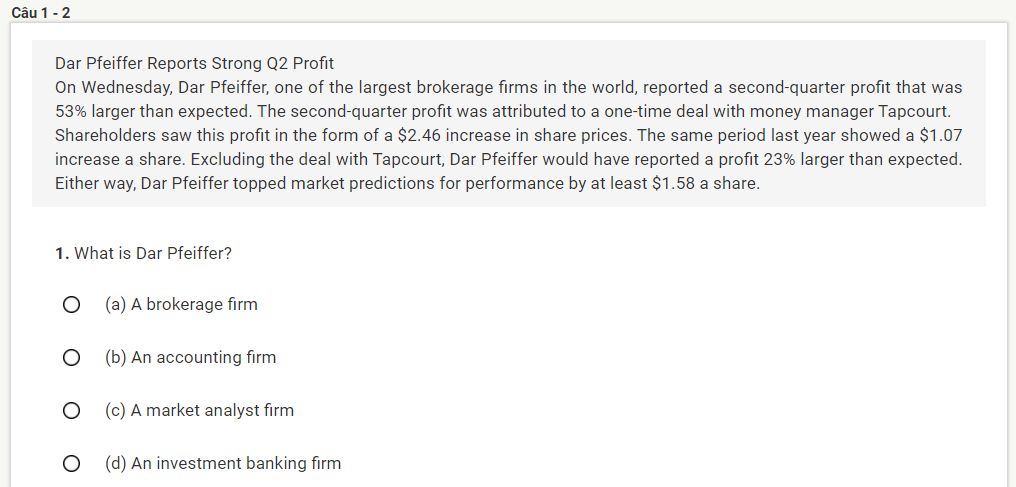 Câu 1 - 2
Dar Pfeiffer Reports Strong Q2 Profit
On Wednesday, Dar Pfeiffer, one of the largest brokerage firms in the world, reported a second-quarter profit that was
53% larger than expected. The second-quarter profit was attributed to a one-time deal with money manager Tapcourt.
Shareholders saw this profit in the form of a $2.46 increase in share prices. The same period last year showed a $1.07
increase a share. Excluding the deal with Tapcourt, Dar Pfeiffer would have reported a profit 23% larger than expected.
Either way, Dar Pfeiffer topped market predictions for performance by at least $1.58 a share.
1. What is Dar Pfeiffer?
(a) A brokerage firm
(b) An accounting firm
(c) A market analyst firm
(d) An investment banking firm